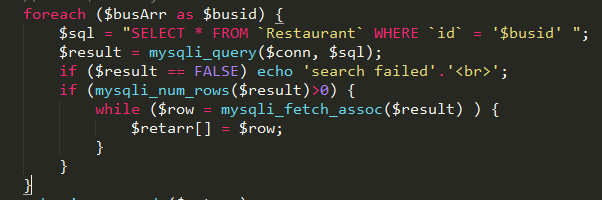 foreach ($busArr as $busid) {
$sql = "SELECT * FROM `Restaurant` WHERE `id` = '$busid' ";
$result = mysqli_query($conn, $sql);
if ($result == FALSE) echo 'search failed'.'<br>';
if (mysqli_num_rows($result)>0) {
while ($row = mysqli_fetch_assoc($result) ) {
$retarr[] = $row;
}
}
}